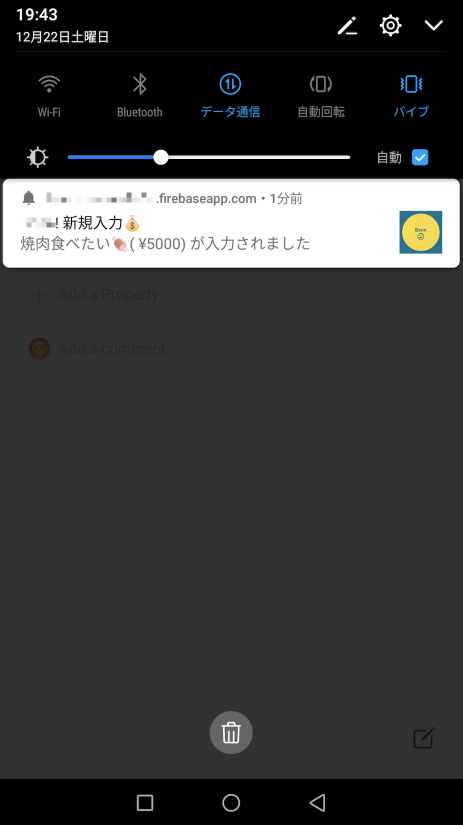 19:43
12月22日土曜日
Wi-Fi
Bluetooth
データ通信
自動回転
バイブ
自動
.firebaseapp.com • 1分前
! 新規入力💰
焼肉食べたい🍖( ¥5000) が入力されました
Add a Property
Add a comment...